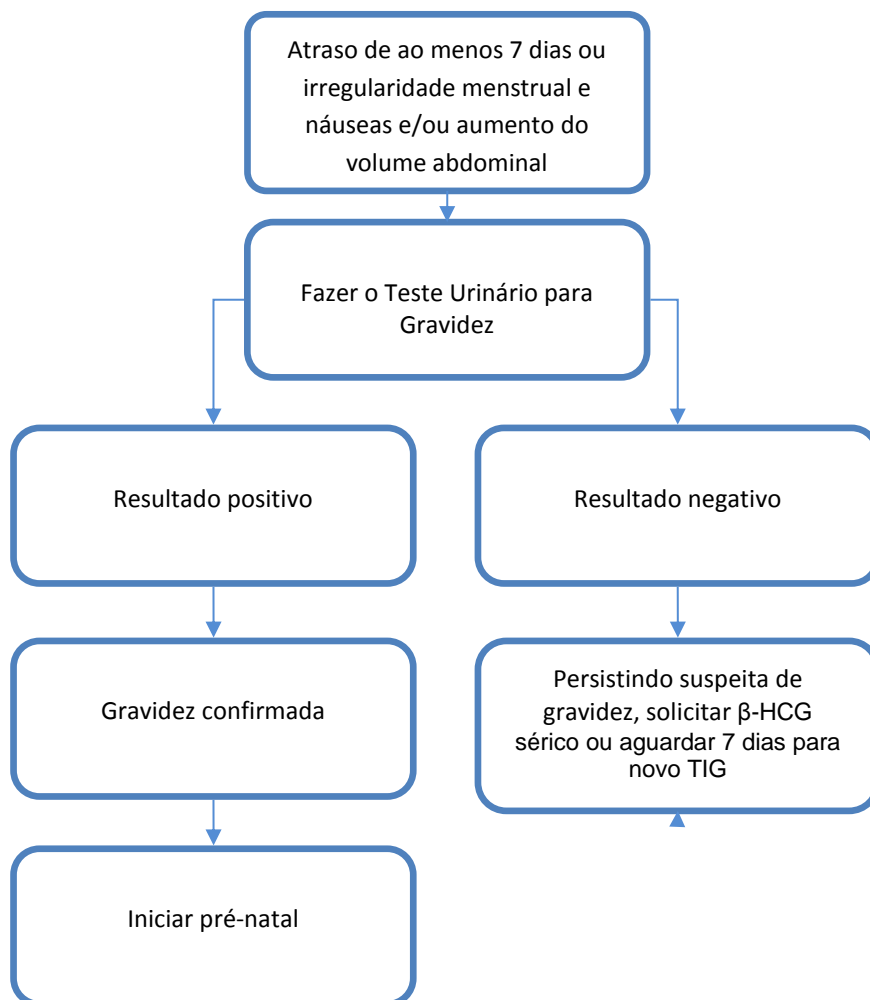 Atraso de ao menos 7 dias ou
irregularidade menstrual e
náuseas e/ou aumento do
volume abdominal
Fazer o Teste Urinário para
Gravidez
Resultado positivo
Resultado negativo
Gravidez confirmada
Persistindo suspeita de
gravidez, solicitar β-HCG
sérico ou aguardar 7 dias para
novo TIG
Iniciar pré-natal